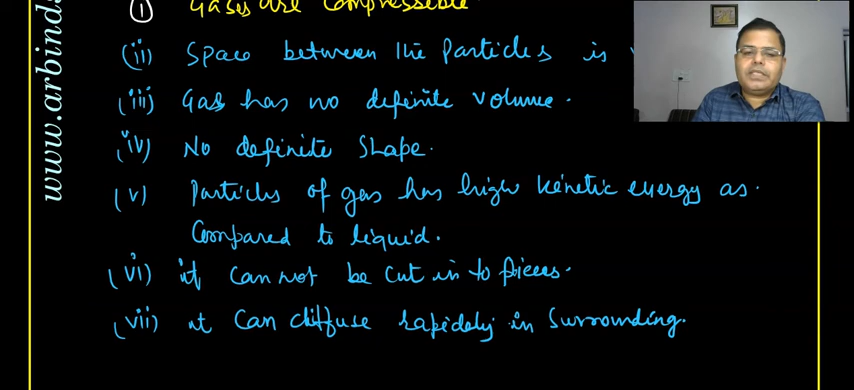 (i) Gases are Compressible.
(ii) Space between the Particles is
(iii) Gas has no definite volume.
(iv) No definite Shape.
(v) Particles of gas has high kinetic energy as.
Compared to liquid.
(vi) it can not be cut in to pieces.
(vii) it can diffuse rapidely in surrounding.
www.arbinds